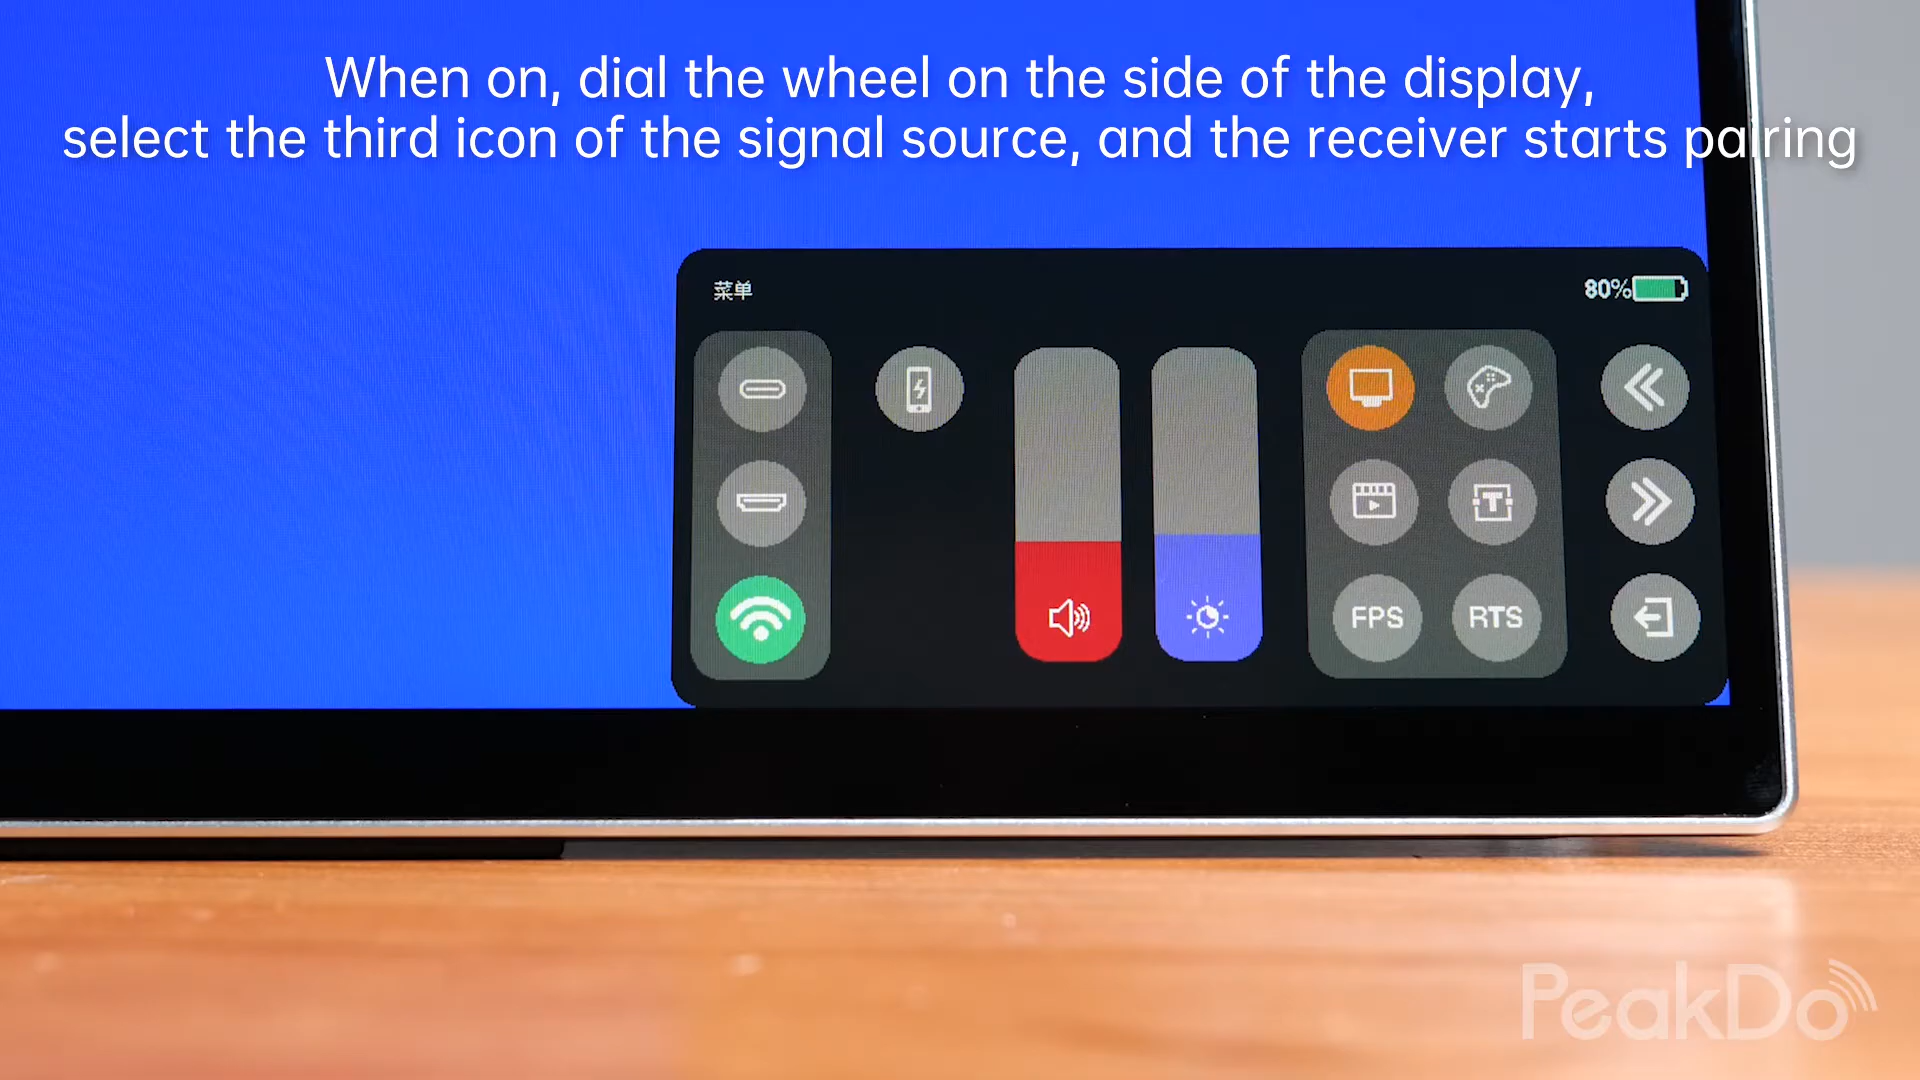 When on, dial the wheel on the side of the display,
select the third icon of the signal source, and the receiver starts pairing
菜单
80%
T
FPS
RTS
PeakDo